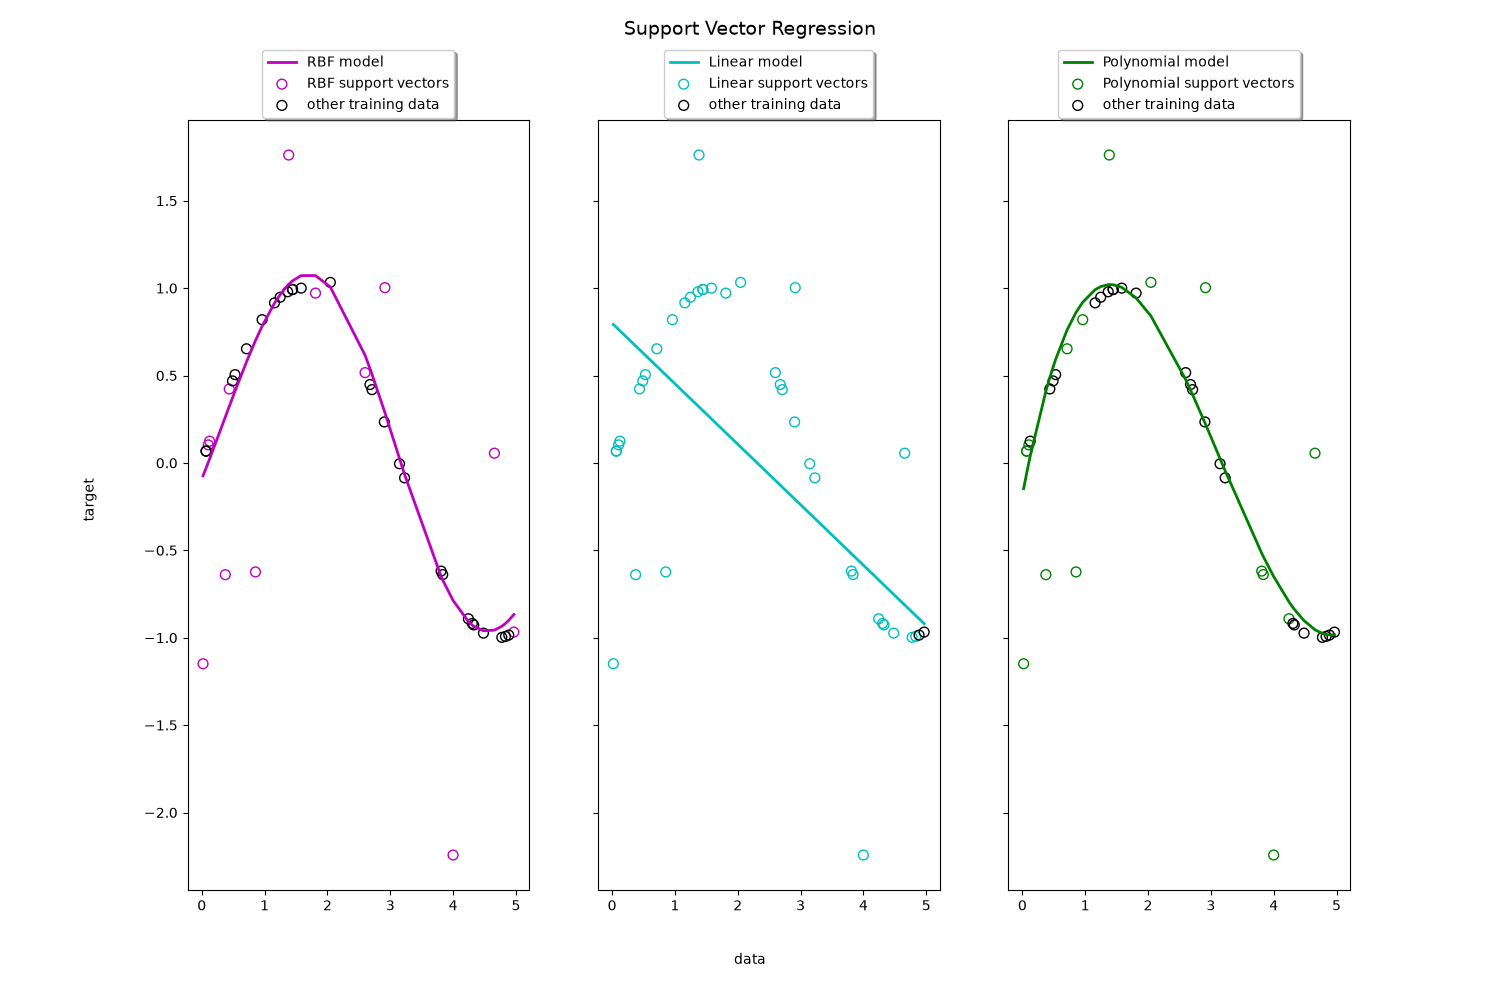 Support Vector Regression
RBF model
RBF support vectors
other training data
Linear model
Linear support vectors
other training data
Polynomial model
Polynomial support vectors
other training data
1.5
1.0
0.5
0.0
−0.5
−1.0
−1.5
−2.0
target
0 1 2 3 4 5
0 1 2 3 4 5
0 1 2 3 4 5
data